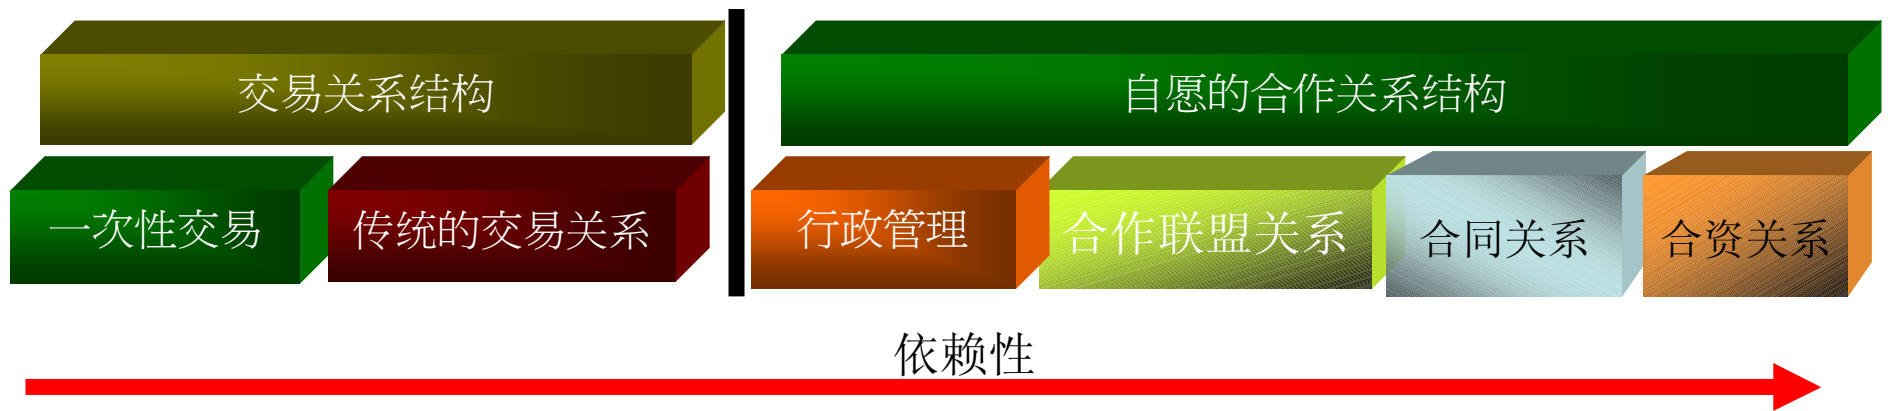 交易关系结构
自愿的合作关系结构
一次性交易
传统的交易关系
行政管理
合作联盟关系
合同关系
合资关系
依赖性